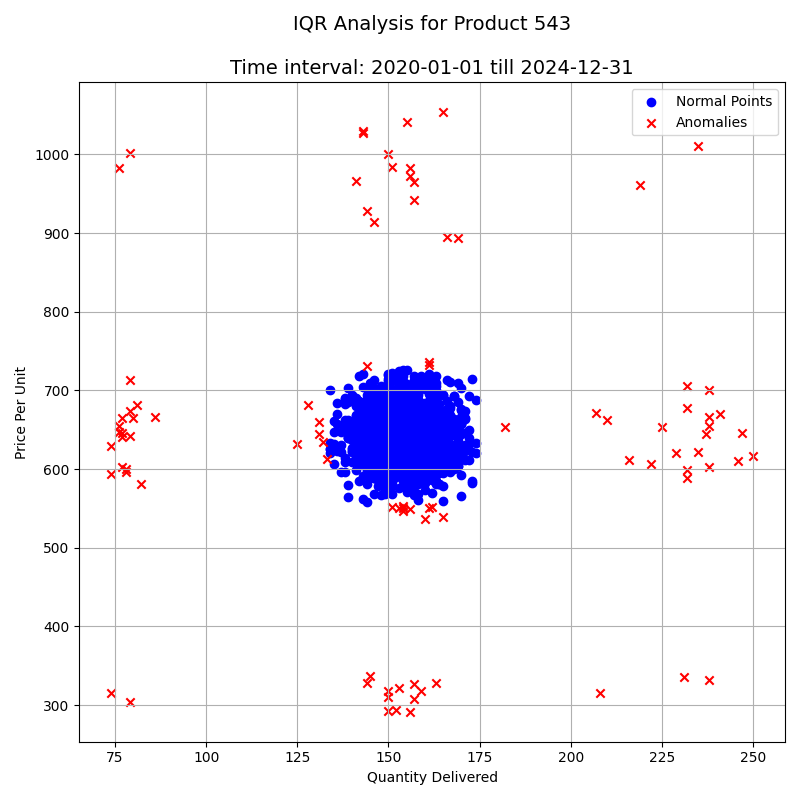 IQR Analysis for Product 543
Time interval: 2020-01-01 till 2024-12-31
Normal Points
Anomalies
Price Per Unit
1000
900
800
700
600
500
400
300
75 100 125 150 175 200 225 250
Quantity Delivered